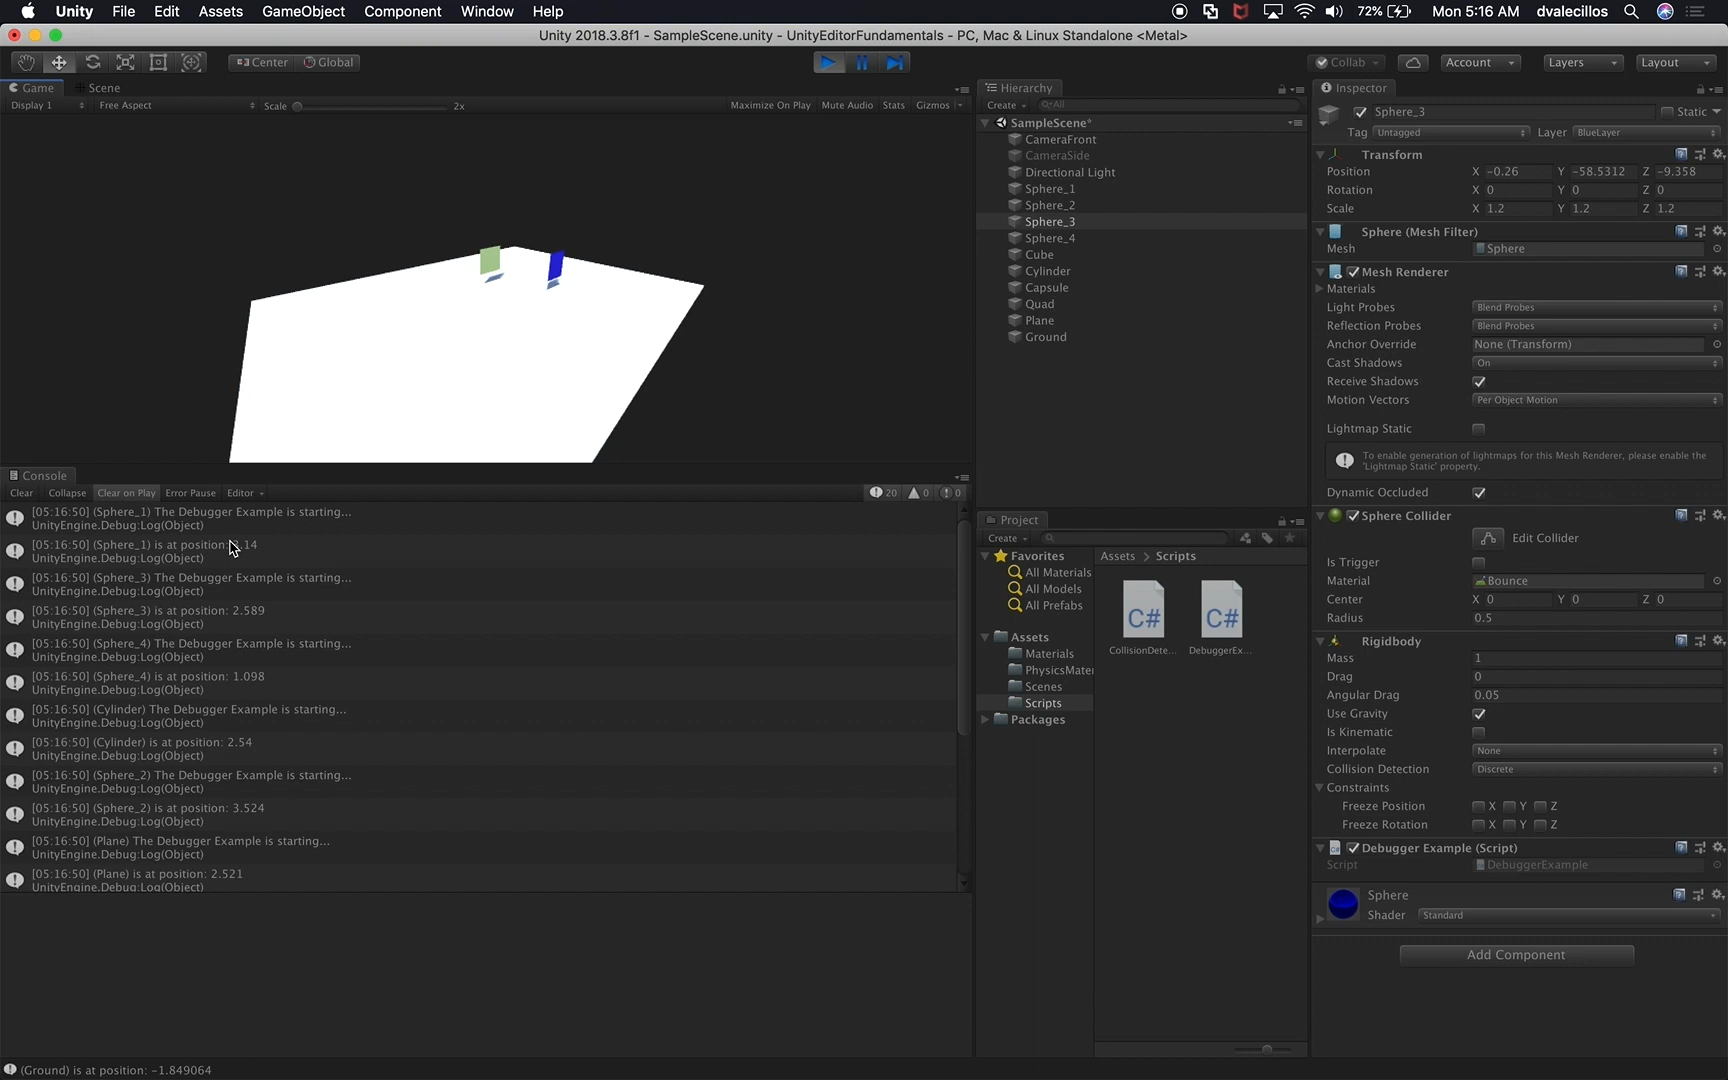 Unity File Edit Assets GameObject Component Window Help 72% Mon 5:16 AM dvalecillos
Unity 2018.3.8f1 - SampleScene.unity - UnityEditorFundamentals - PC, Mac & Linux Standalone <Metal>
Center Global Collab Account Layers Layout
Game Scene
Display 1 Free Aspect Scale 2x Maximize On Play Mute Audio Stats Gizmos
Console
Clear Collapse Clear on Play Error Pause Editor 20 0 0
[05:16:50] (Sphere_1) The Debugger Example is starting...
UnityEngine.Debug:Log(Object)
[05:16:50] (Sphere_1) is at position: .14
UnityEngine.Debug:Log(Object)
[05:16:50] (Sphere_3) The Debugger Example is starting...
UnityEngine.Debug:Log(Object)
[05:16:50] (Sphere_3) is at position: 2.589
UnityEngine.Debug:Log(Object)
[05:16:50] (Sphere_4) The Debugger Example is starting...
UnityEngine.Debug:Log(Object)
[05:16:50] (Sphere_4) is at position: 1.098
UnityEngine.Debug:Log(Object)
[05:16:50] (Cylinder) The Debugger Example is starting...
UnityEngine.Debug:Log(Object)
[05:16:50] (Cylinder) is at position: 2.54
UnityEngine.Debug:Log(Object)
[05:16:50] (Sphere_2) The Debugger Example is starting...
UnityEngine.Debug:Log(Object)
[05:16:50] (Sphere_2) is at position: 3.524
UnityEngine.Debug:Log(Object)
[05:16:50] (Plane) The Debugger Example is starting...
UnityEngine.Debug:Log(Object)
[05:16:50] (Plane) is at position: 2.521
UnityEngine.Debug:Log(Object)
(Ground) is at position: -1.849064
Hierarchy
Create All
SampleScene*
CameraFront
CameraSide
Directional Light
Sphere_1
Sphere_2
Sphere_3
Sphere_4
Cube
Cylinder
Capsule
Quad
Plane
Ground
Project
Create
Favorites
All Materials
All Models
All Prefabs
Assets
Materials
PhysicsMater
Scenes
Scripts
Packages
Assets > Scripts
C# C#
CollisionDete... DebuggerEx...
Inspector
Sphere_3 Static
Tag Untagged Layer BlueLayer
Transform
Position X -0.26 Y -58.5312 Z -9.358
Rotation X 0 Y 0 Z 0
Scale X 1.2 Y 1.2 Z 1.2
Sphere (Mesh Filter)
Mesh Sphere
Mesh Renderer
Materials
Light Probes Blend Probes
Reflection Probes Blend Probes
Anchor Override None (Transform)
Cast Shadows On
Receive Shadows
Motion Vectors Per Object Motion
Lightmap Static
To enable generation of lightmaps for this Mesh Renderer, please enable the
'Lightmap Static' property.
Dynamic Occluded
Sphere Collider
Edit Collider
Is Trigger
Material Bounce
Center X 0 Y 0 Z 0
Radius 0.5
Rigidbody
Mass 1
Drag 0
Angular Drag 0.05
Use Gravity
Is Kinematic
Interpolate None
Collision Detection Discrete
Constraints
Freeze Position X Y Z
Freeze Rotation X Y Z
Debugger Example (Script)
Script DebuggerExample
Sphere
Shader Standard
Add Component